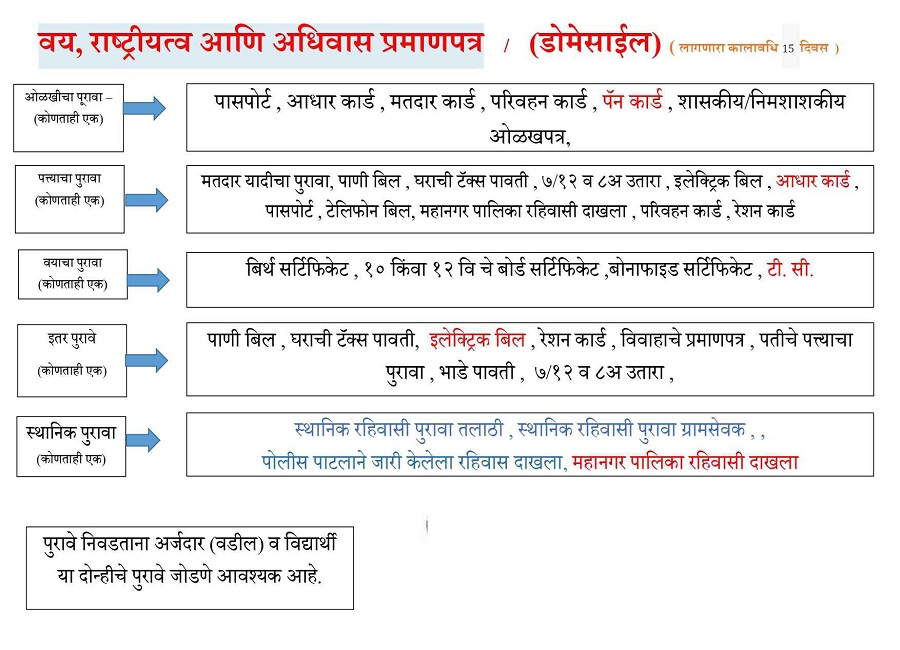 वय, राष्ट्रीयत्व आणि अधिवास प्रमाणपत्र / (डोमेसाईल) ( लागणारा कालावधि 15 दिवस )
ओळखीचा पूरावा –
(कोणताही एक)
पासपोर्ट , आधार कार्ड , मतदार कार्ड , परिवहन कार्ड , पॅन कार्ड , शासकीय/निमशाशकीय
ओळखपत्र,
पत्त्याचा पुरावा
(कोणताही एक)
मतदार यादीचा पुरावा, पाणी बिल , घराची टॅक्स पावती , ७/१२ व ८अ उतारा , इलेक्ट्रिक बिल , आधार कार्ड ,
पासपोर्ट , टेलिफोन बिल, महानगर पालिका रहिवासी दाखला , परिवहन कार्ड , रेशन कार्ड
वयाचा पुरावा
(कोणताही एक)
बिर्थ सर्टिफिकेट , १० किंवा १२ वि चे बोर्ड सर्टिफिकेट ,बोनाफाइड सर्टिफिकेट , टी. सी.
इतर पुरावे
(कोणताही एक)
पाणी बिल , घराची टॅक्स पावती, इलेक्ट्रिक बिल , रेशन कार्ड , विवाहाचे प्रमाणपत्र , पतीचे पत्त्याचा
पुरावा , भाडे पावती , ७/१२ व ८अ उतारा ,
स्थानिक पुरावा
(कोणताही एक)
स्थानिक रहिवासी पुरावा तलाठी , स्थानिक रहिवासी पुरावा ग्रामसेवक , ,
पोलीस पाटलाने जारी केलेला रहिवास दाखला, महानगर पालिका रहिवासी दाखला
पुरावे निवडताना अर्जदार (वडील) व विद्यार्थी
या दोन्हीचे पुरावे जोडणे आवश्यक आहे.